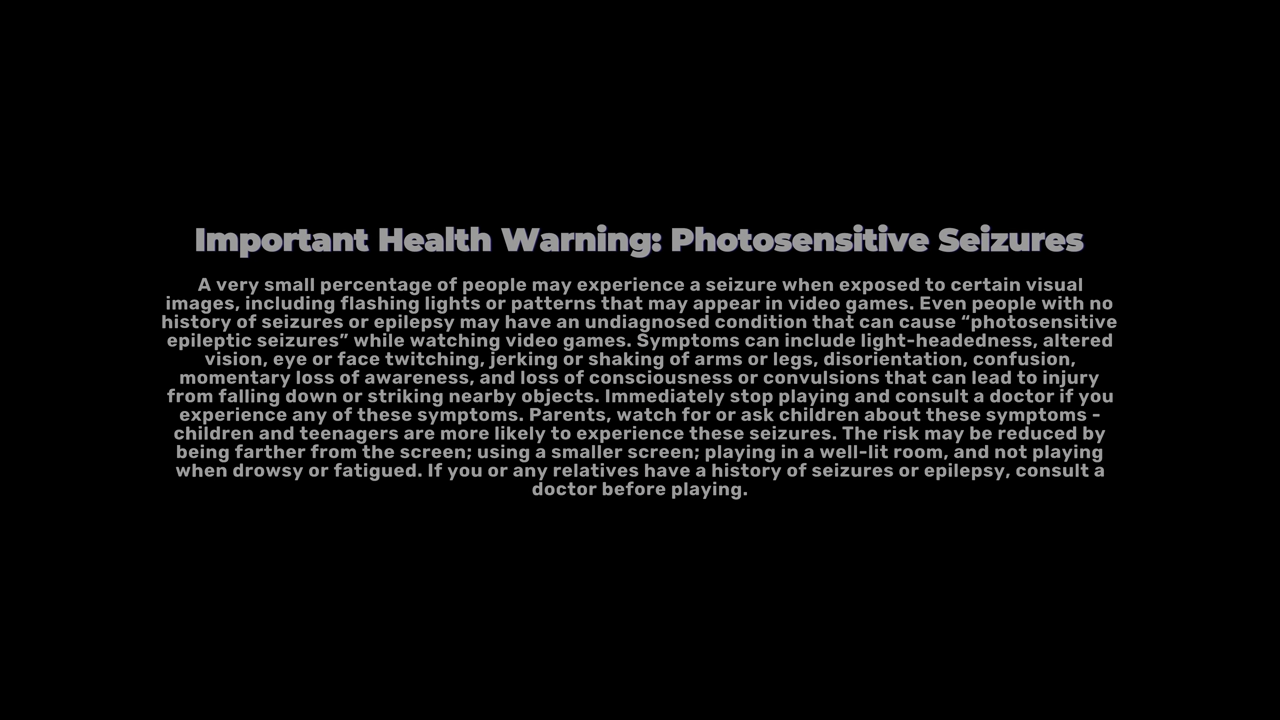 Important Health Warning: Photosensitive Seizures
A very small percentage of people may experience a seizure when exposed to certain visual
images, including flashing lights or patterns that may appear in video games. Even people with no
history of seizures or epilepsy may have an undiagnosed condition that can cause “photosensitive
epileptic seizures” while watching video games. Symptoms can include light-headedness, altered
vision, eye or face twitching, jerking or shaking of arms or legs, disorientation, confusion,
momentary loss of awareness, and loss of consciousness or convulsions that can lead to injury
from falling down or striking nearby objects. Immediately stop playing and consult a doctor if you
experience any of these symptoms. Parents, watch for or ask children about these symptoms -
children and teenagers are more likely to experience these seizures. The risk may be reduced by
being farther from the screen; using a smaller screen; playing in a well-lit room, and not playing
when drowsy or fatigued. If you or any relatives have a history of seizures or epilepsy, consult a
doctor before playing.